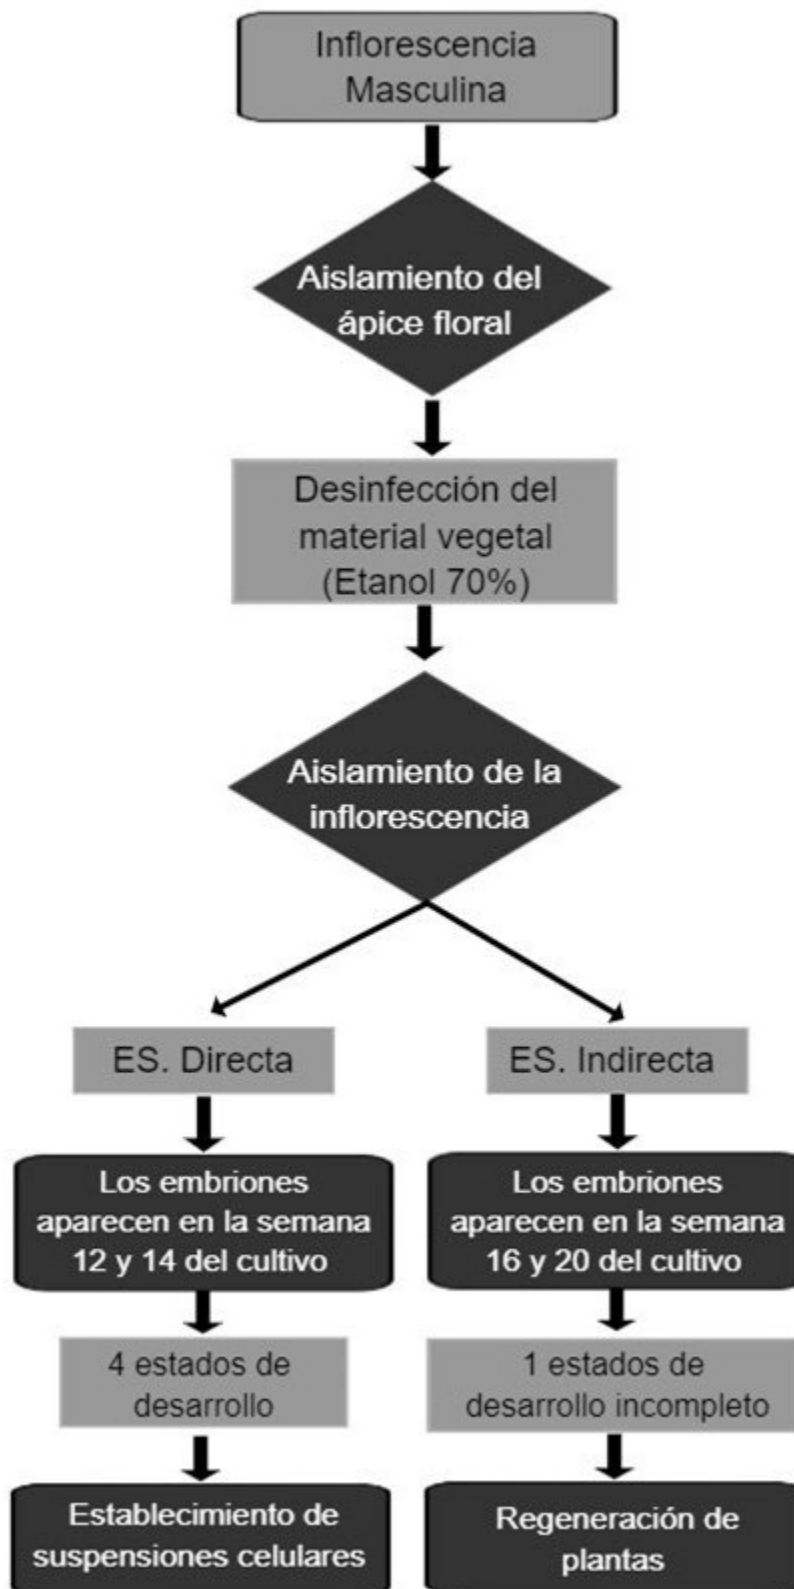 Inflorescencia
Masculina
Aislamiento del
ápice floral
Desinfección del
material vegetal
(Etanol 70%)
Aislamiento de la
inflorescencia
ES. Directa
ES. Indirecta
Los embriones
aparecen en la semana
12 y 14 del cultivo
Los embriones
aparecen en la semana
16 y 20 del cultivo
4 estados de
desarrollo
1 estados de
desarrollo incompleto
Establecimiento de
suspensiones celulares
Regeneración de
plantas